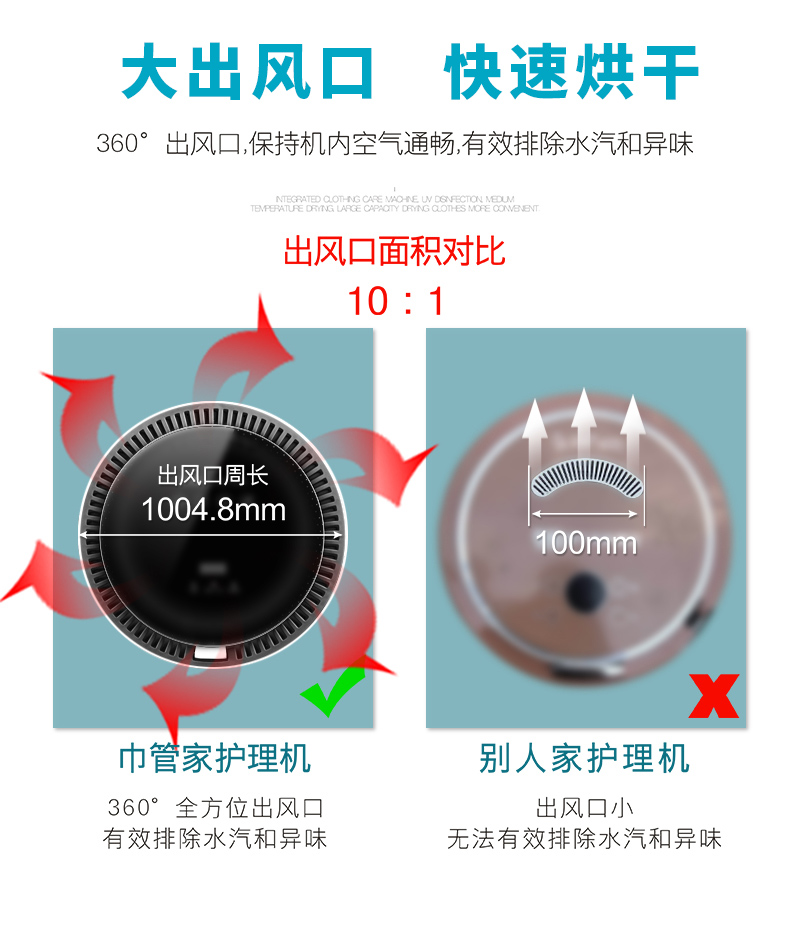 大出风口 快速烘干
360°出风口,保持机内空气通畅,有效排除水汽和异味
INTEGRATED CLOTHING CARE MACHINE, UV DISINFECTION, MEDIUM
TEMPERATURE DRYING, LARGE CAPACITY DRYING CLOTHES MORE CONVENIENT
出风口面积对比
10:1
出风口周长
1004.8mm
100mm
巾管家护理机
360°全方位出风口
有效排除水汽和异味
别人家护理机
出风口小
无法有效排除水汽和异味